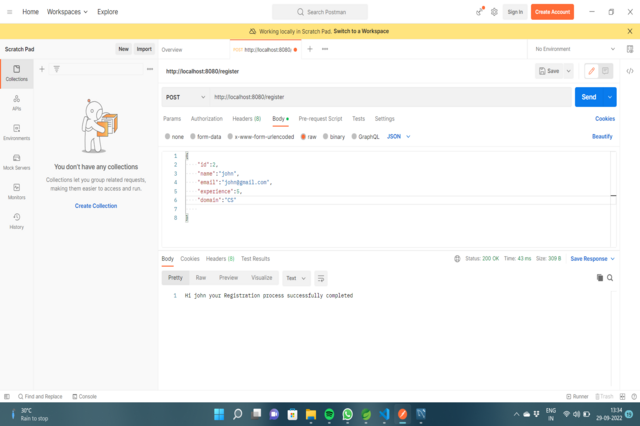 Home Workspaces Explore
Search Postman
Sign In Create Account
Working locally in Scratch Pad. Switch to a Workspace
Scratch Pad New Import
Overview POST http://localhost:8080/ No Environment
Collections
APIs
Environments
Mock Servers
Monitors
History
You don't have any collections
Collections let you group related requests,
making them easier to access and run.
Create Collection
http://localhost:8080/register
Save
POST http://localhost:8080/register Send
Params Authorization Headers (8) Body Pre-request Script Tests Settings Cookies
none form-data x-www-form-urlencoded raw binary GraphQL JSON Beautify
1 {
2 "id":2,
3 "name":"john",
4 "email":"john@gmail.com",
5 "experience":5,
6 "domain":"CS"
7
8 }
Body Cookies Headers (5) Test Results Status: 200 OK Time: 43 ms Size: 309 B Save Response
Pretty Raw Preview Visualize Text
1 Hi john your Registration process successfully completed
Find and Replace Console Runner Trash
30°C
Rain to stop
ENG
IN
13:34
29-09-2022